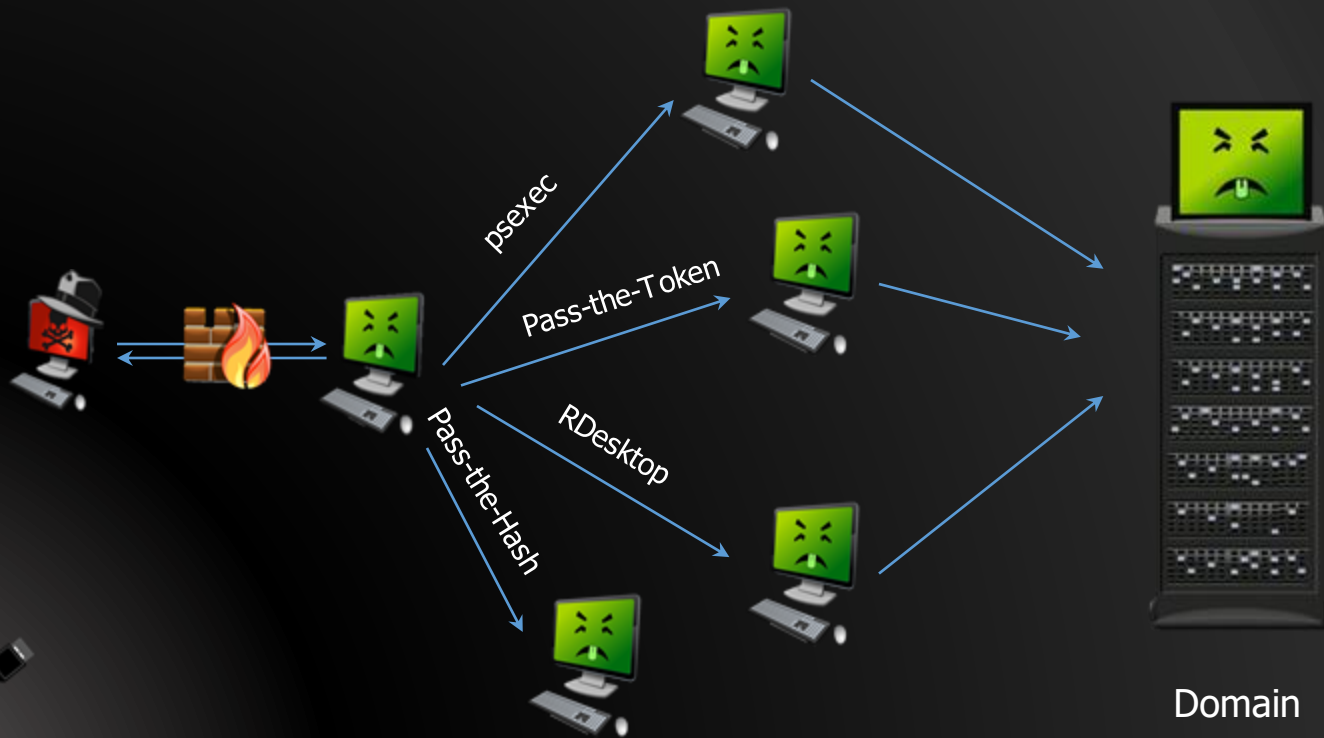 psexec
Pass-the-Token
RDesktop
Pass-the-Hash
Domain